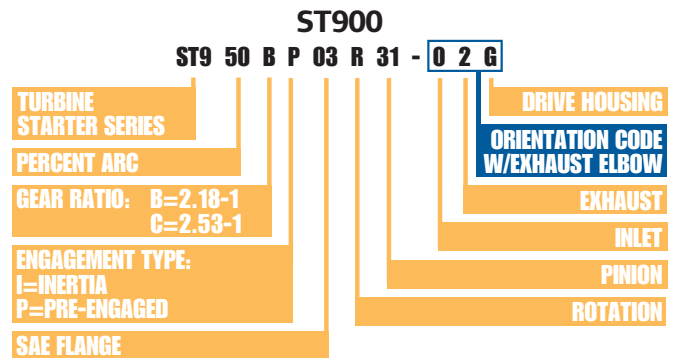 ST900
ST9 50 B P 03 R 31 - 0 2 G
TURBINE
STARTER SERIES
PERCENT ARC
GEAR RATIO: B=2.18-1
C=2.53-1
ENGAGEMENT TYPE:
I=INERTIA
P=PRE-ENGAGED
SAE FLANGE
DRIVE HOUSING
ORIENTATION CODE
W/EXHAUST ELBOW
EXHAUST
INLET
PINION
ROTATION